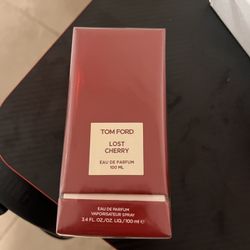 TOM FORD
LOST
CHERRY
EAU DE PARFUM
100 ML
EAU DE PARFUM
VAPORISATEUR SPRAY
3.4 FL.OZ./OZ. LIQ./100 ml ℮